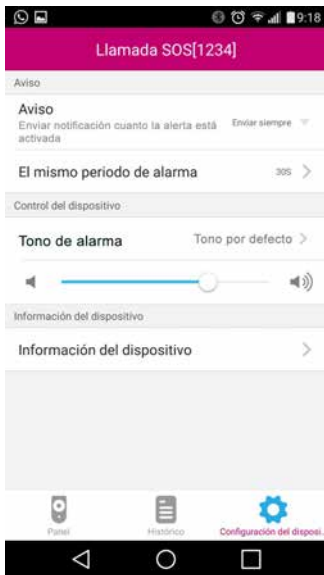 9:18
Llamada SOS[1234]
Aviso
Aviso
Enviar notificación cuanto la alerta está
activada
Enviar siempre
El mismo periodo de alarma 30S
Control del dispositivo
Tono de alarma Tono por defecto
Información del dispositivo
Información del dispositivo
Panel Histórico Configuración del disposi..